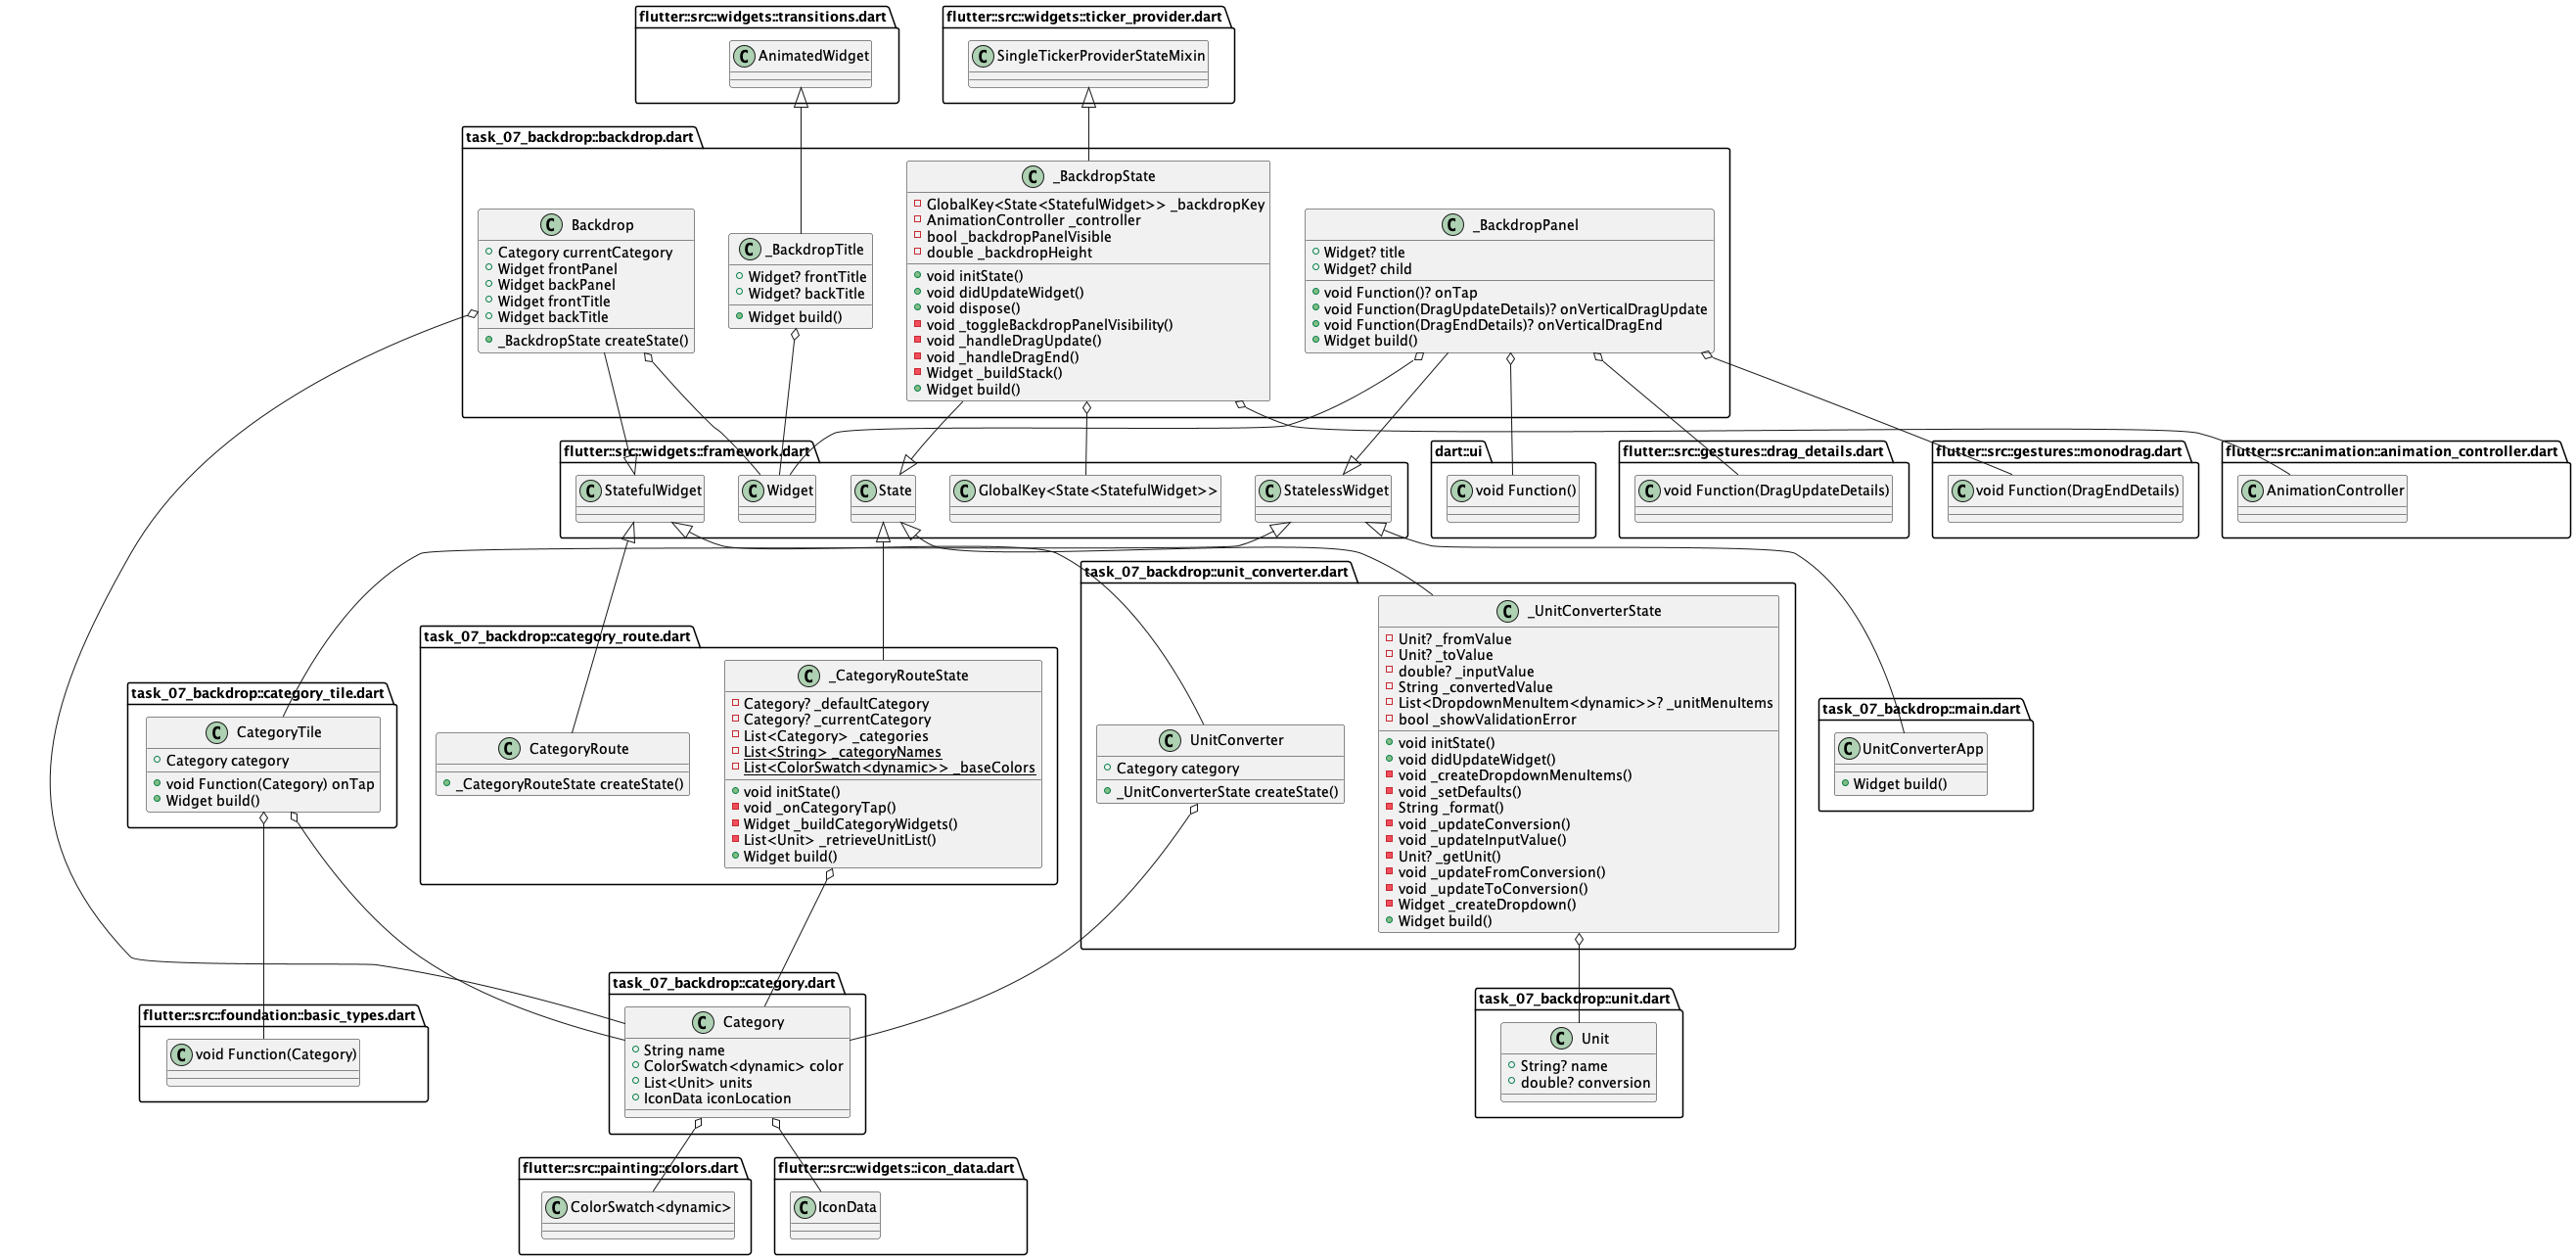 flutter::src::widgets::transitions.dart
C AnimatedWidget
flutter::src::widgets::ticker_provider.dart
C SingleTickerProviderStateMixin
task_07_backdrop::backdrop.dart
C Backdrop
Category currentCategory
Widget frontPanel
Widget backPanel
Widget frontTitle
Widget backTitle
_BackdropState createState()
C _BackdropTitle
Widget? frontTitle
Widget? backTitle
Widget build()
C _BackdropState
GlobalKey<State<StatefulWidget>> _backdropKey
AnimationController _controller
bool _backdropPanelVisible
double _backdropHeight
void initState()
void didUpdateWidget()
void dispose()
void _toggleBackdropPanelVisibility()
void _handleDragUpdate()
void _handleDragEnd()
Widget _buildStack()
Widget build()
C _BackdropPanel
Widget? title
Widget? child
void Function()? onTap
void Function(DragUpdateDetails)? onVerticalDragUpdate
void Function(DragEndDetails)? onVerticalDragEnd
Widget build()
flutter::src::widgets::framework.dart
C StatefulWidget
C Widget
C State
C GlobalKey<State<StatefulWidget>>
C StatelessWidget
dart::ui
C void Function()
flutter::src::gestures::drag_details.dart
C void Function(DragUpdateDetails)
flutter::src::gestures::monodrag.dart
C void Function(DragEndDetails)
flutter::src::animation::animation_controller.dart
C AnimationController
task_07_backdrop::category_tile.dart
C CategoryTile
Category category
void Function(Category) onTap
Widget build()
task_07_backdrop::category_route.dart
C CategoryRoute
_CategoryRouteState createState()
C _CategoryRouteState
Category? _defaultCategory
Category? _currentCategory
List<Category> _categories
List<String> _categoryNames
List<ColorSwatch<dynamic>> _baseColors
void initState()
void _onCategoryTap()
Widget _buildCategoryWidgets()
List<Unit> _retrieveUnitList()
Widget build()
task_07_backdrop::unit_converter.dart
C UnitConverter
Category category
_UnitConverterState createState()
C _UnitConverterState
Unit? _fromValue
Unit? _toValue
double? _inputValue
String _convertedValue
List<DropdownMenuItem<dynamic>>? _unitMenuItems
bool _showValidationError
void initState()
void didUpdateWidget()
void _createDropdownMenuItems()
void _setDefaults()
String _format()
void _updateConversion()
void _updateInputValue()
Unit? _getUnit()
void _updateFromConversion()
void _updateToConversion()
Widget _createDropdown()
Widget build()
task_07_backdrop::main.dart
C UnitConverterApp
Widget build()
flutter::src::foundation::basic_types.dart
C void Function(Category)
task_07_backdrop::category.dart
C Category
String name
ColorSwatch<dynamic> color
List<Unit> units
IconData iconLocation
task_07_backdrop::unit.dart
C Unit
String? name
double? conversion
flutter::src::painting::colors.dart
C ColorSwatch<dynamic>
flutter::src::widgets::icon_data.dart
C IconData